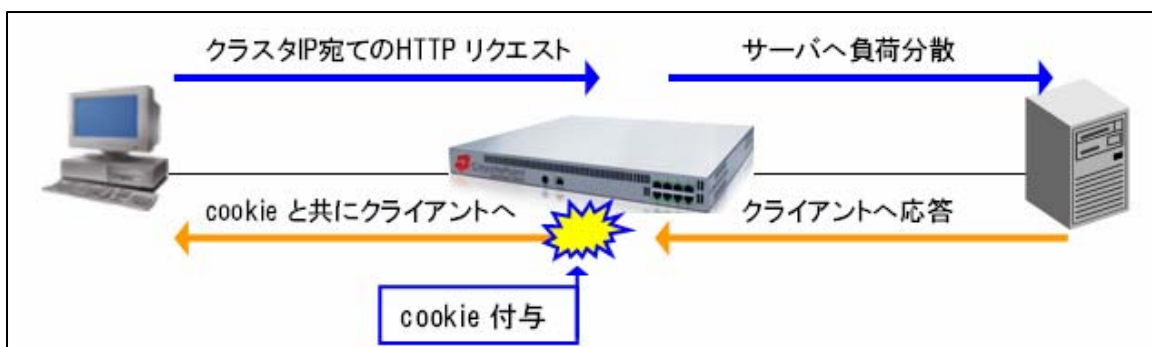 クラスタIP宛てのHTTP リクエスト
サーバへ負荷分散
cookie と共にクライアントへ
クライアントへ応答
cookie 付与